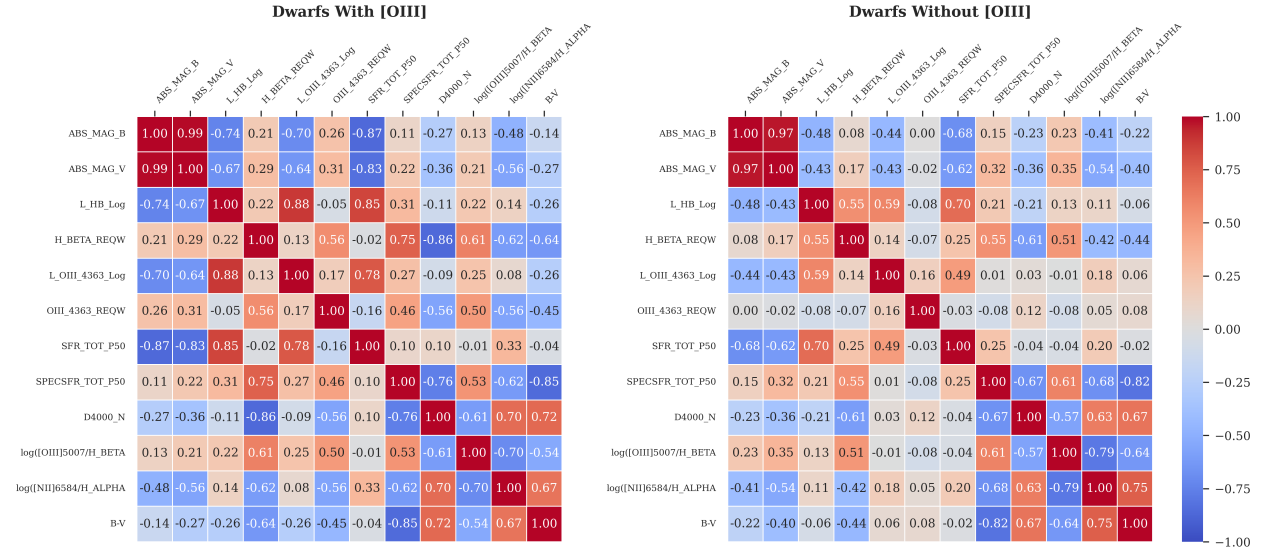 Dwarfs With [OIII]
ABS_MAG_B
ABS_MAG_V
L_HB_Log
H_BETA_REQW
L_OIII_4363_Log
OIII_4363_REQW
SFR_TOT_P50
SPECSFR_TOT_P50
D4000_N
log([OIII]5007/H_BETA
log([NII]6584/H_ALPHA
B-V
ABS_MAG_B 1.00 0.99 -0.74 0.21 -0.70 0.26 -0.87 0.11 -0.27 0.13 -0.48 -0.14
ABS_MAG_V 0.99 1.00 -0.67 0.29 -0.64 0.31 -0.83 0.22 -0.36 0.21 -0.56 -0.27
L_HB_Log -0.74 -0.67 1.00 0.22 0.88 -0.05 0.85 0.31 -0.11 0.22 0.14 -0.26
H_BETA_REQW 0.21 0.29 0.22 1.00 0.13 0.56 -0.02 0.75 -0.86 0.61 -0.62 -0.64
L_OIII_4363_Log -0.70 -0.64 0.88 0.13 1.00 0.17 0.78 0.27 -0.09 0.25 0.08 -0.26
OIII_4363_REQW 0.26 0.31 -0.05 0.56 0.17 1.00 -0.16 0.46 -0.56 0.50 -0.56 -0.45
SFR_TOT_P50 -0.87 -0.83 0.85 -0.02 0.78 -0.16 1.00 0.10 0.10 -0.01 0.33 -0.04
SPECSFR_TOT_P50 0.11 0.22 0.31 0.75 0.27 0.46 0.10 1.00 -0.76 0.53 -0.62 -0.85
D4000_N -0.27 -0.36 -0.11 -0.86 -0.09 -0.56 0.10 -0.76 1.00 -0.61 0.70 0.72
log([OIII]5007/H_BETA 0.13 0.21 0.22 0.61 0.25 0.50 -0.01 0.53 -0.61 1.00 -0.70 -0.54
log([NII]6584/H_ALPHA -0.48 -0.56 0.14 -0.62 0.08 -0.56 0.33 -0.62 0.70 -0.70 1.00 0.67
B-V -0.14 -0.27 -0.26 -0.64 -0.26 -0.45 -0.04 -0.85 0.72 -0.54 0.67 1.00
Dwarfs Without [OIII]
ABS_MAG_B
ABS_MAG_V
L_HB_Log
H_BETA_REQW
L_OIII_4363_Log
OIII_4363_REQW
SFR_TOT_P50
SPECSFR_TOT_P50
D4000_N
log([OIII]5007/H_BETA
log([NII]6584/H_ALPHA
B-V
ABS_MAG_B 1.00 0.97 -0.48 0.08 -0.44 0.00 -0.68 0.15 -0.23 0.23 -0.41 -0.22
ABS_MAG_V 0.97 1.00 -0.43 0.17 -0.43 -0.02 -0.62 0.32 -0.36 0.35 -0.54 -0.40
L_HB_Log -0.48 -0.43 1.00 0.55 0.59 -0.08 0.70 0.21 -0.21 0.13 0.11 -0.06
H_BETA_REQW 0.08 0.17 0.55 1.00 0.14 -0.07 0.25 0.55 -0.61 0.51 -0.42 -0.44
L_OIII_4363_Log -0.44 -0.43 0.59 0.14 1.00 0.16 0.49 0.01 0.03 -0.01 0.18 0.06
OIII_4363_REQW 0.00 -0.02 -0.08 -0.07 0.16 1.00 -0.03 -0.08 0.12 -0.08 0.05 0.08
SFR_TOT_P50 -0.68 -0.62 0.70 0.25 0.49 -0.03 1.00 0.25 -0.04 -0.04 0.20 -0.02
SPECSFR_TOT_P50 0.15 0.32 0.21 0.55 0.01 -0.08 0.25 1.00 -0.67 0.61 -0.68 -0.82
D4000_N -0.23 -0.36 -0.21 -0.61 0.03 0.12 -0.04 -0.67 1.00 -0.57 0.63 0.67
log([OIII]5007/H_BETA 0.23 0.35 0.13 0.51 -0.01 -0.08 -0.04 0.61 -0.57 1.00 -0.79 -0.64
log([NII]6584/H_ALPHA -0.41 -0.54 0.11 -0.42 0.18 0.05 0.20 -0.68 0.63 -0.79 1.00 0.75
B-V -0.22 -0.40 -0.06 -0.44 0.06 0.08 -0.02 -0.82 0.67 -0.64 0.75 1.00
1.00
0.75
0.50
0.25
0.00
−0.25
−0.50
−0.75
−1.00